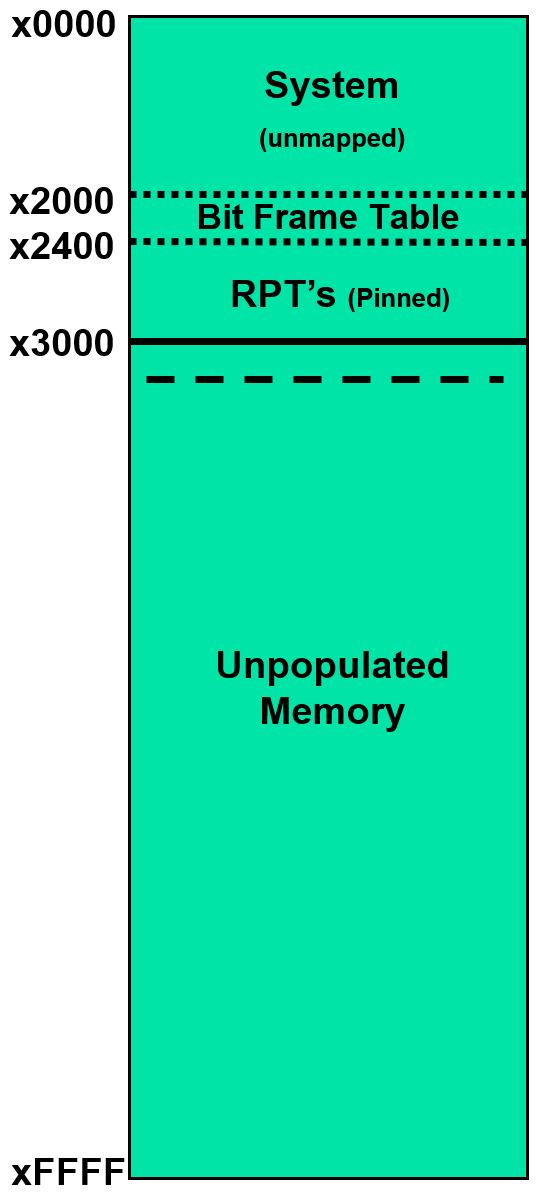 x0000
System
(unmapped)
x2000
Bit Frame Table
x2400
RPT’s (Pinned)
x3000
Unpopulated
Memory
xFFFF